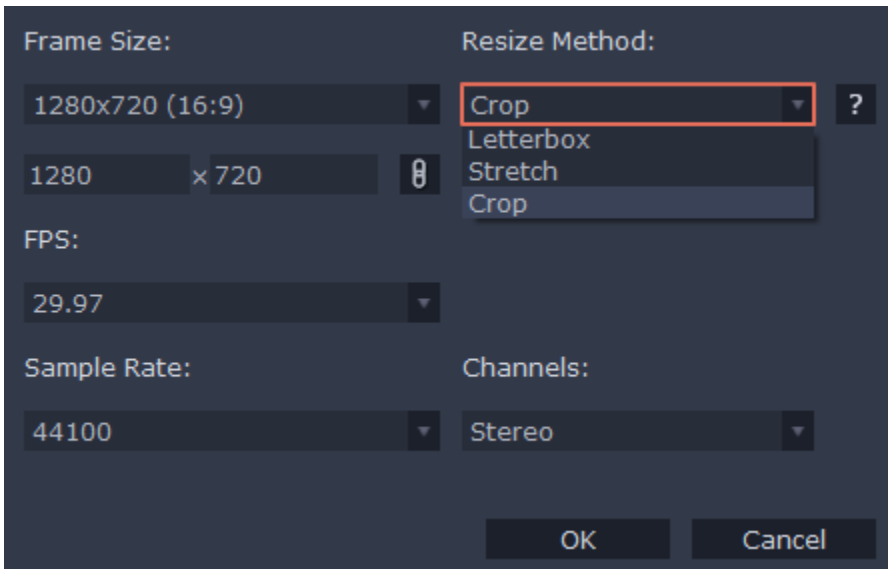 Frame Size:
Resize Method:
1280x720 (16:9)
Crop
?
Letterbox
Stretch
Crop
1280 × 720
FPS:
29.97
Sample Rate:
Channels:
44100
Stereo
OK
Cancel